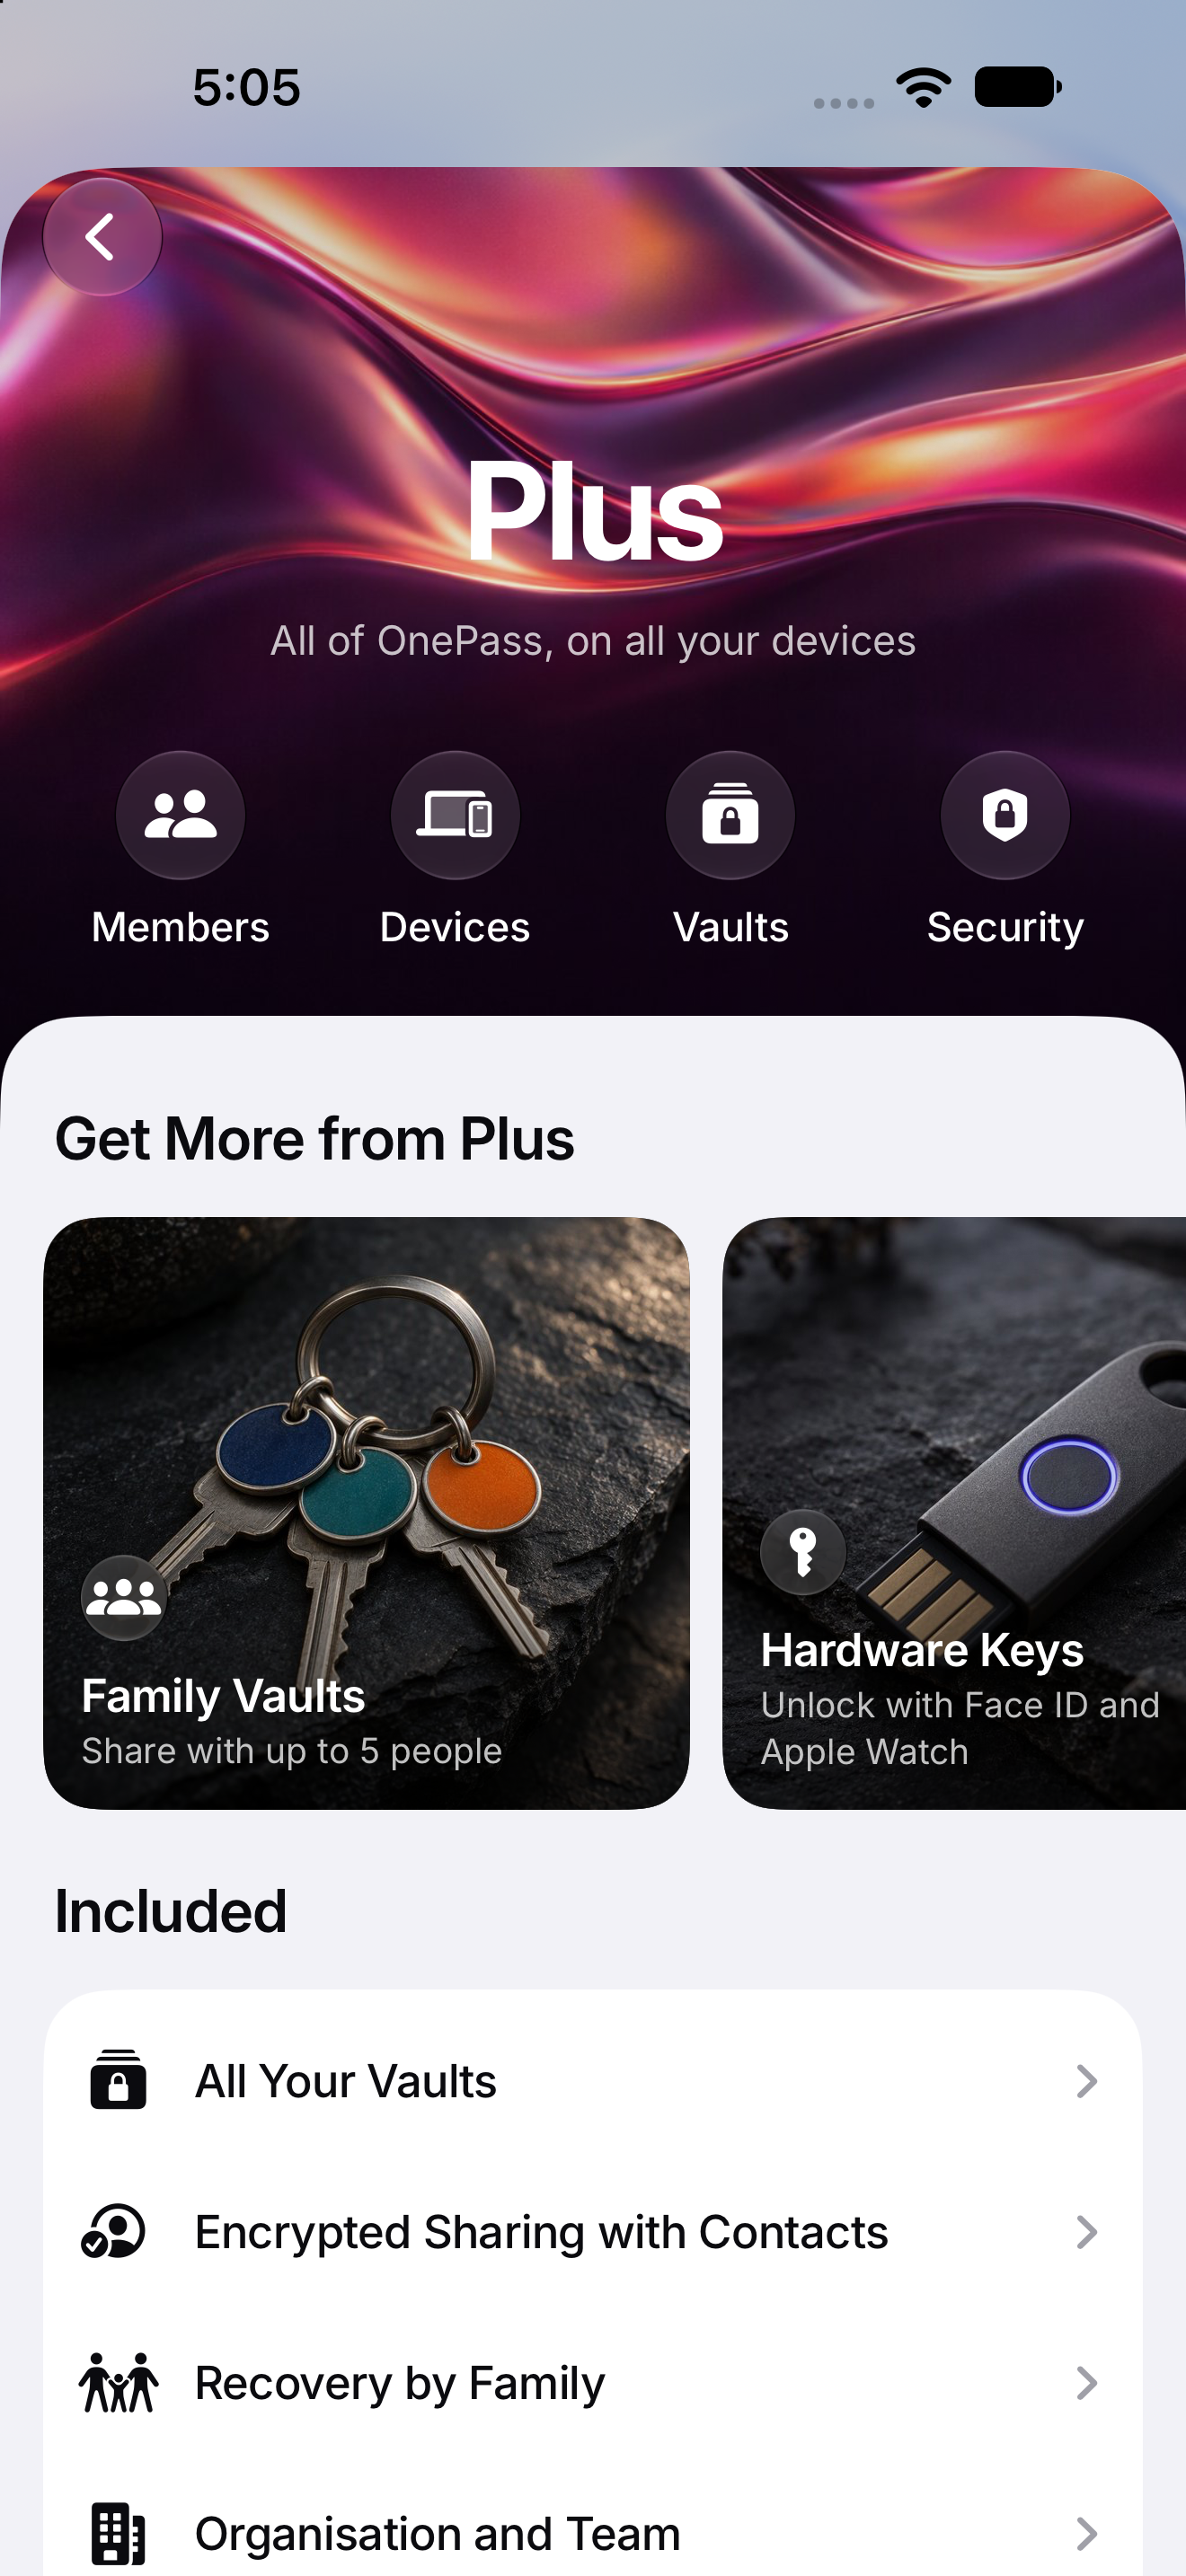 5:05
Plus
All of OnePass, on all your devices
Members
Devices
Vaults
Security
Get More from Plus
Family Vaults
Share with up to 5 people
Hardware Keys
Unlock with Face ID and
Apple Watch
Included
All Your Vaults
Encrypted Sharing with Contacts
Recovery by Family
Organisation and Team